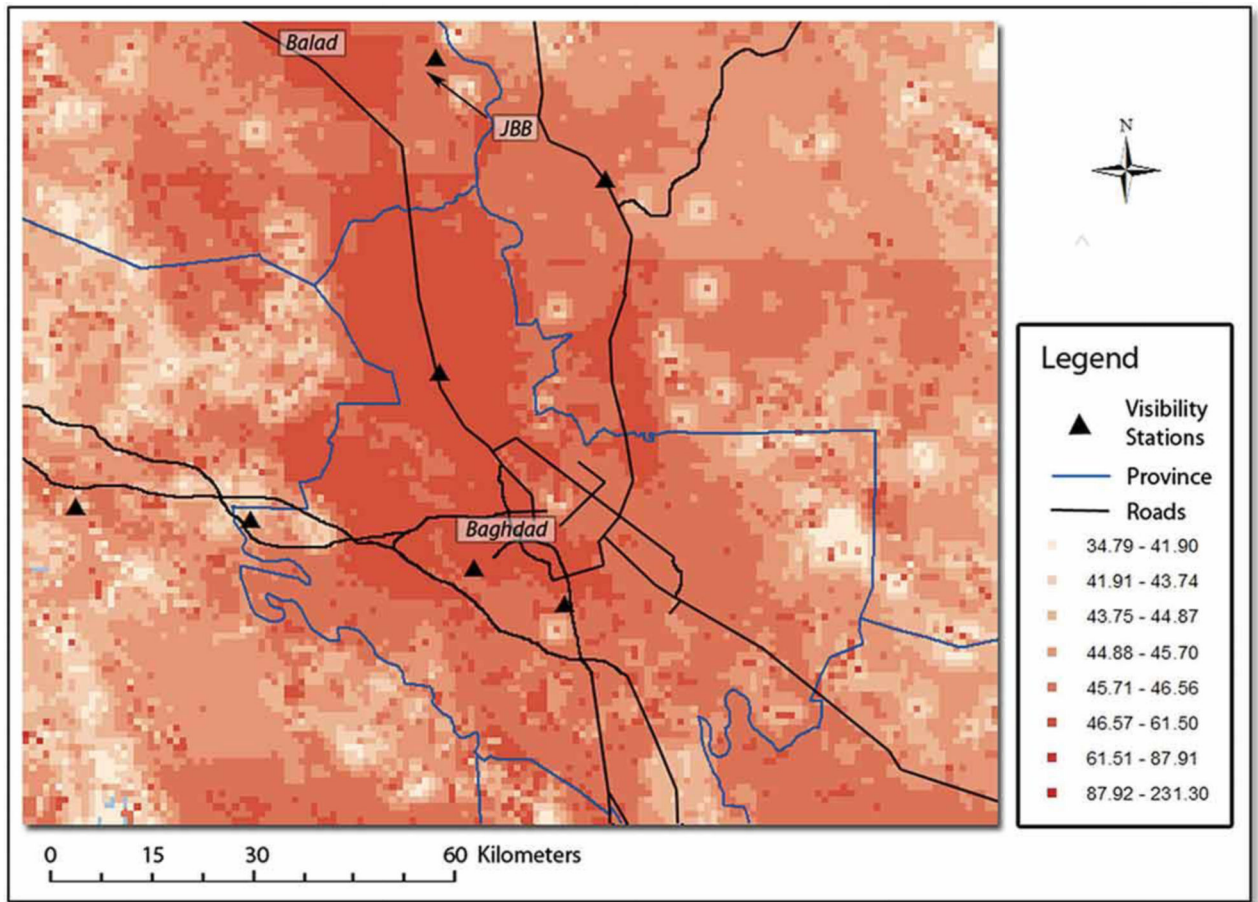 Balad
JBB
Baghdad
N
Legend
Visibility
Stations
Province
Roads
34.79 - 41.90
41.91 - 43.74
43.75 - 44.87
44.88 - 45.70
45.71 - 46.56
46.57 - 61.50
61.51 - 87.91
87.92 - 231.30
0 15 30 60 Kilometers